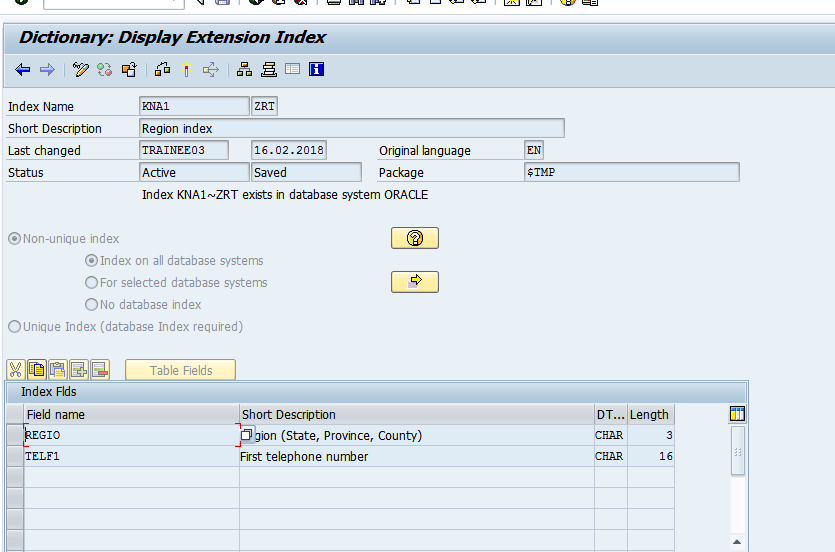 Dictionary: Display Extension Index
Index Name KNA1 ZRT
Short Description Region index
Last changed TRAINEE03 16.02.2018 Original language EN
Status Active Saved Package $TMP
Index KNA1~ZRT exists in database system ORACLE
Non-unique index
Index on all database systems
For selected database systems
No database index
Unique Index (database Index required)
Table Fields
Index Flds
Field name Short Description DT... Length
REGIO gion (State, Province, County) CHAR 3
TELF1 First telephone number CHAR 16